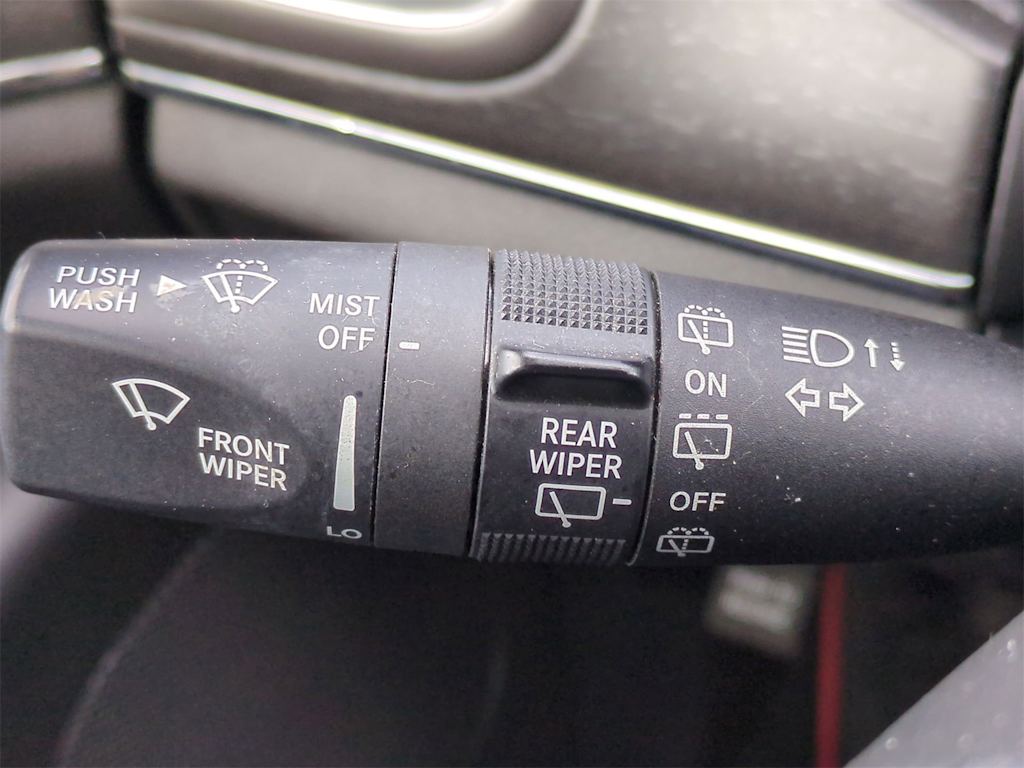 PUSH
WASH
MIST
OFF
FRONT
WIPER
LO
REAR
WIPER
ON
OFF